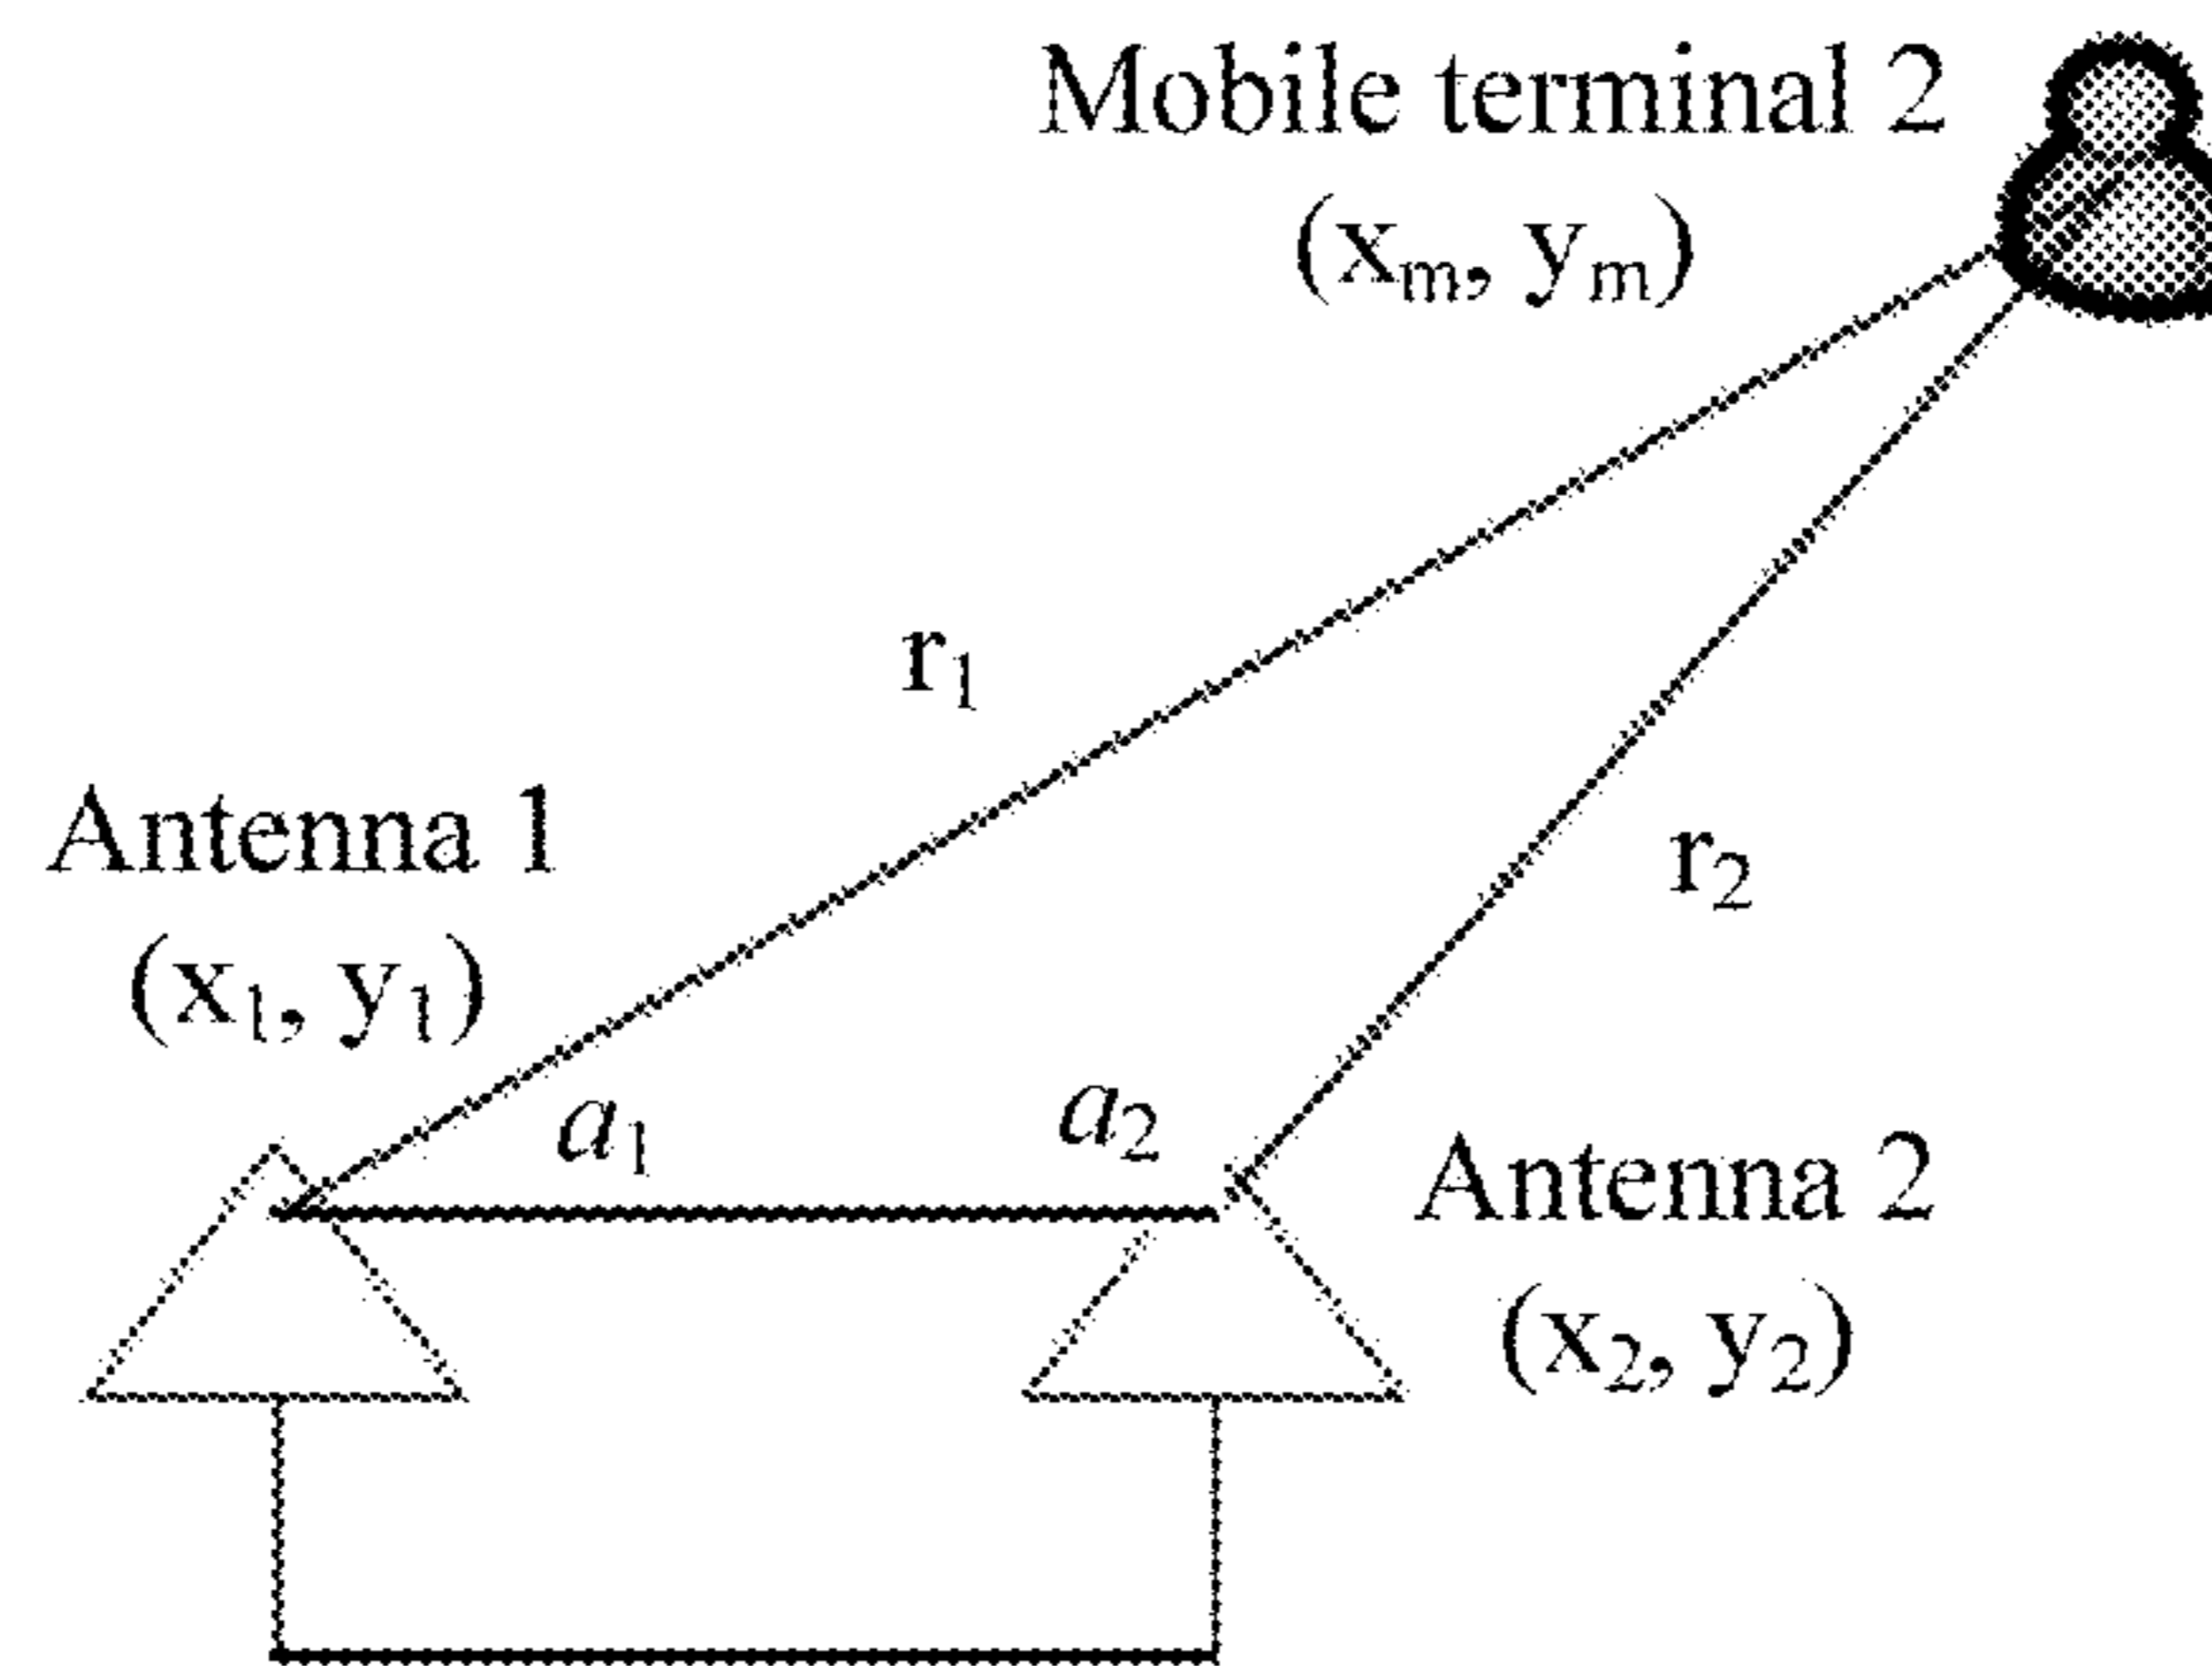 Mobile terminal 2
(xₘ, yₘ)
r₁
Antenna 1
(x₁, y₁)
r₂
a₁
a₂
Antenna 2
(x₂, y₂)